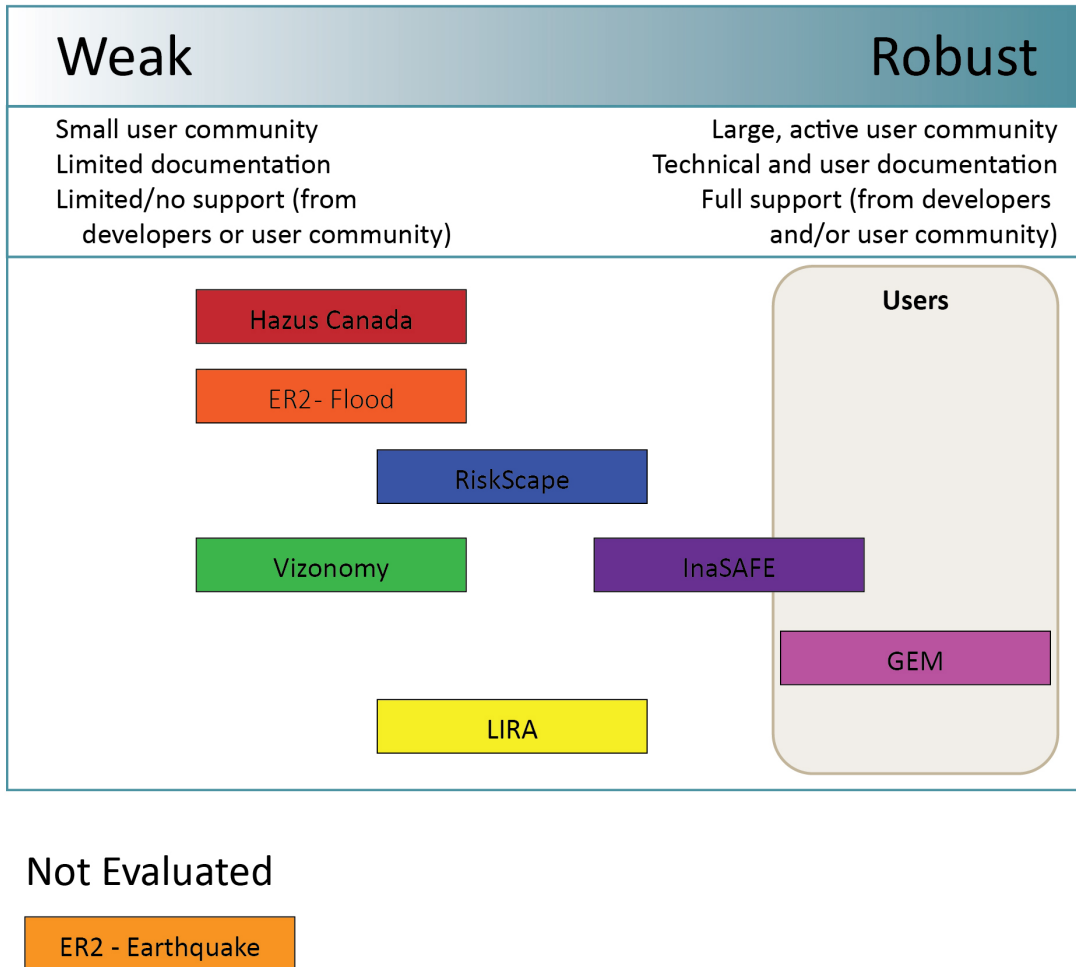 Weak
Robust
Small user community
Limited documentation
Limited/no support (from
developers or user community)
Large, active user community
Technical and user documentation
Full support (from developers
and/or user community)
Users
Hazus Canada
ER2- Flood
RiskScape
Vizonomy
InaSAFE
GEM
LIRA
Not Evaluated
ER2 - Earthquake